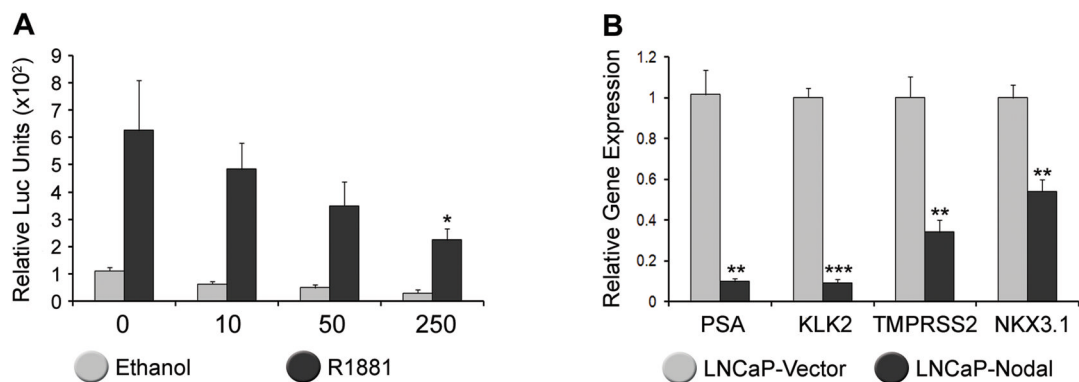 A
Relative Luc Units (x10²)
9
8
7
6
5
4
3
2
1
0
*
0 10 50 250
Ethanol R1881
B
Relative Gene Expression
1.2
1
0.8
0.6
0.4
0.2
0
** *** ** **
PSA KLK2 TMPRSS2 NKX3.1
LNCaP-Vector LNCaP-Nodal